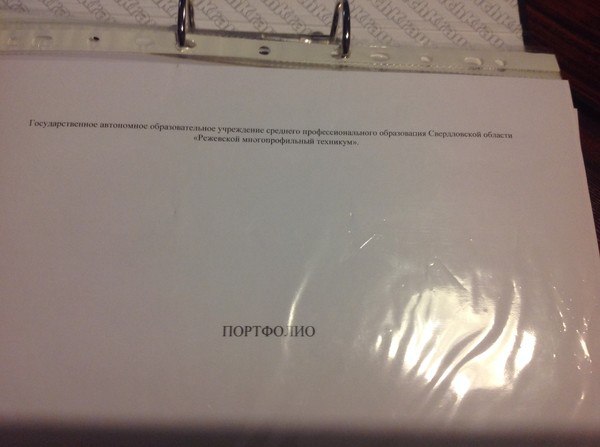 Государственное автономное образовательное учреждение среднего профессионального образования Свердловской области
«Режевской многопрофильный техникум».
ПОРТФОЛИО